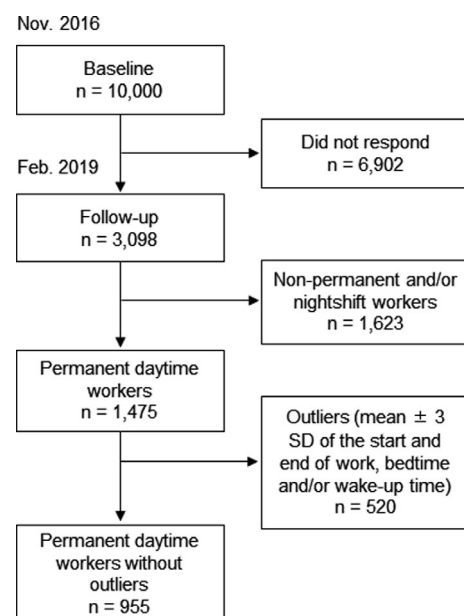 Nov. 2016
Baseline
n = 10,000
Did not respond
n = 6,902
Feb. 2019
Follow-up
n = 3,098
Non-permanent and/or
nightshift workers
n = 1,623
Permanent daytime
workers
n = 1,475
Outliers (mean ± 3
SD of the start and
end of work, bedtime
and/or wake-up time)
n = 520
Permanent daytime
workers without
outliers
n = 955